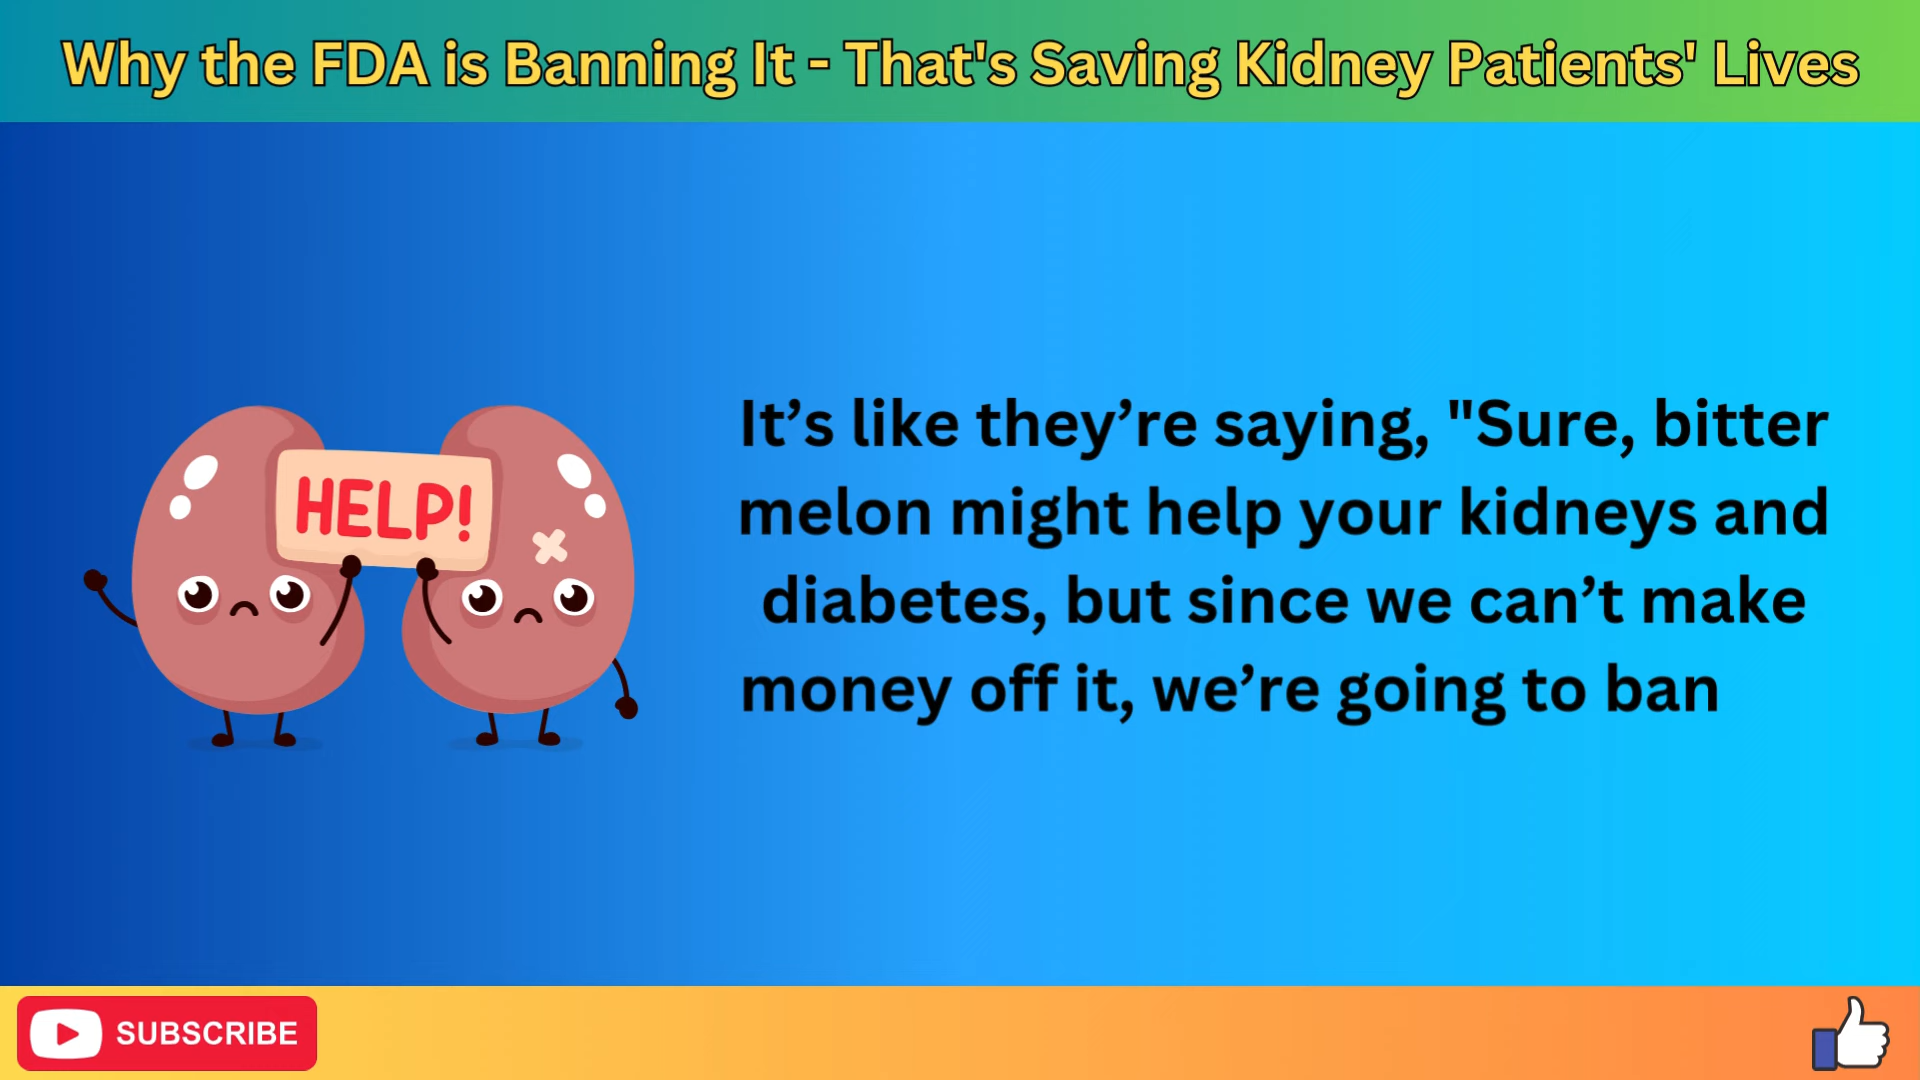 Why the FDA is Banning It - That's Saving Kidney Patients' Lives
HELP!
It’s like they’re saying, "Sure, bitter
melon might help your kidneys and
diabetes, but since we can’t make
money off it, we’re going to ban
SUBSCRIBE